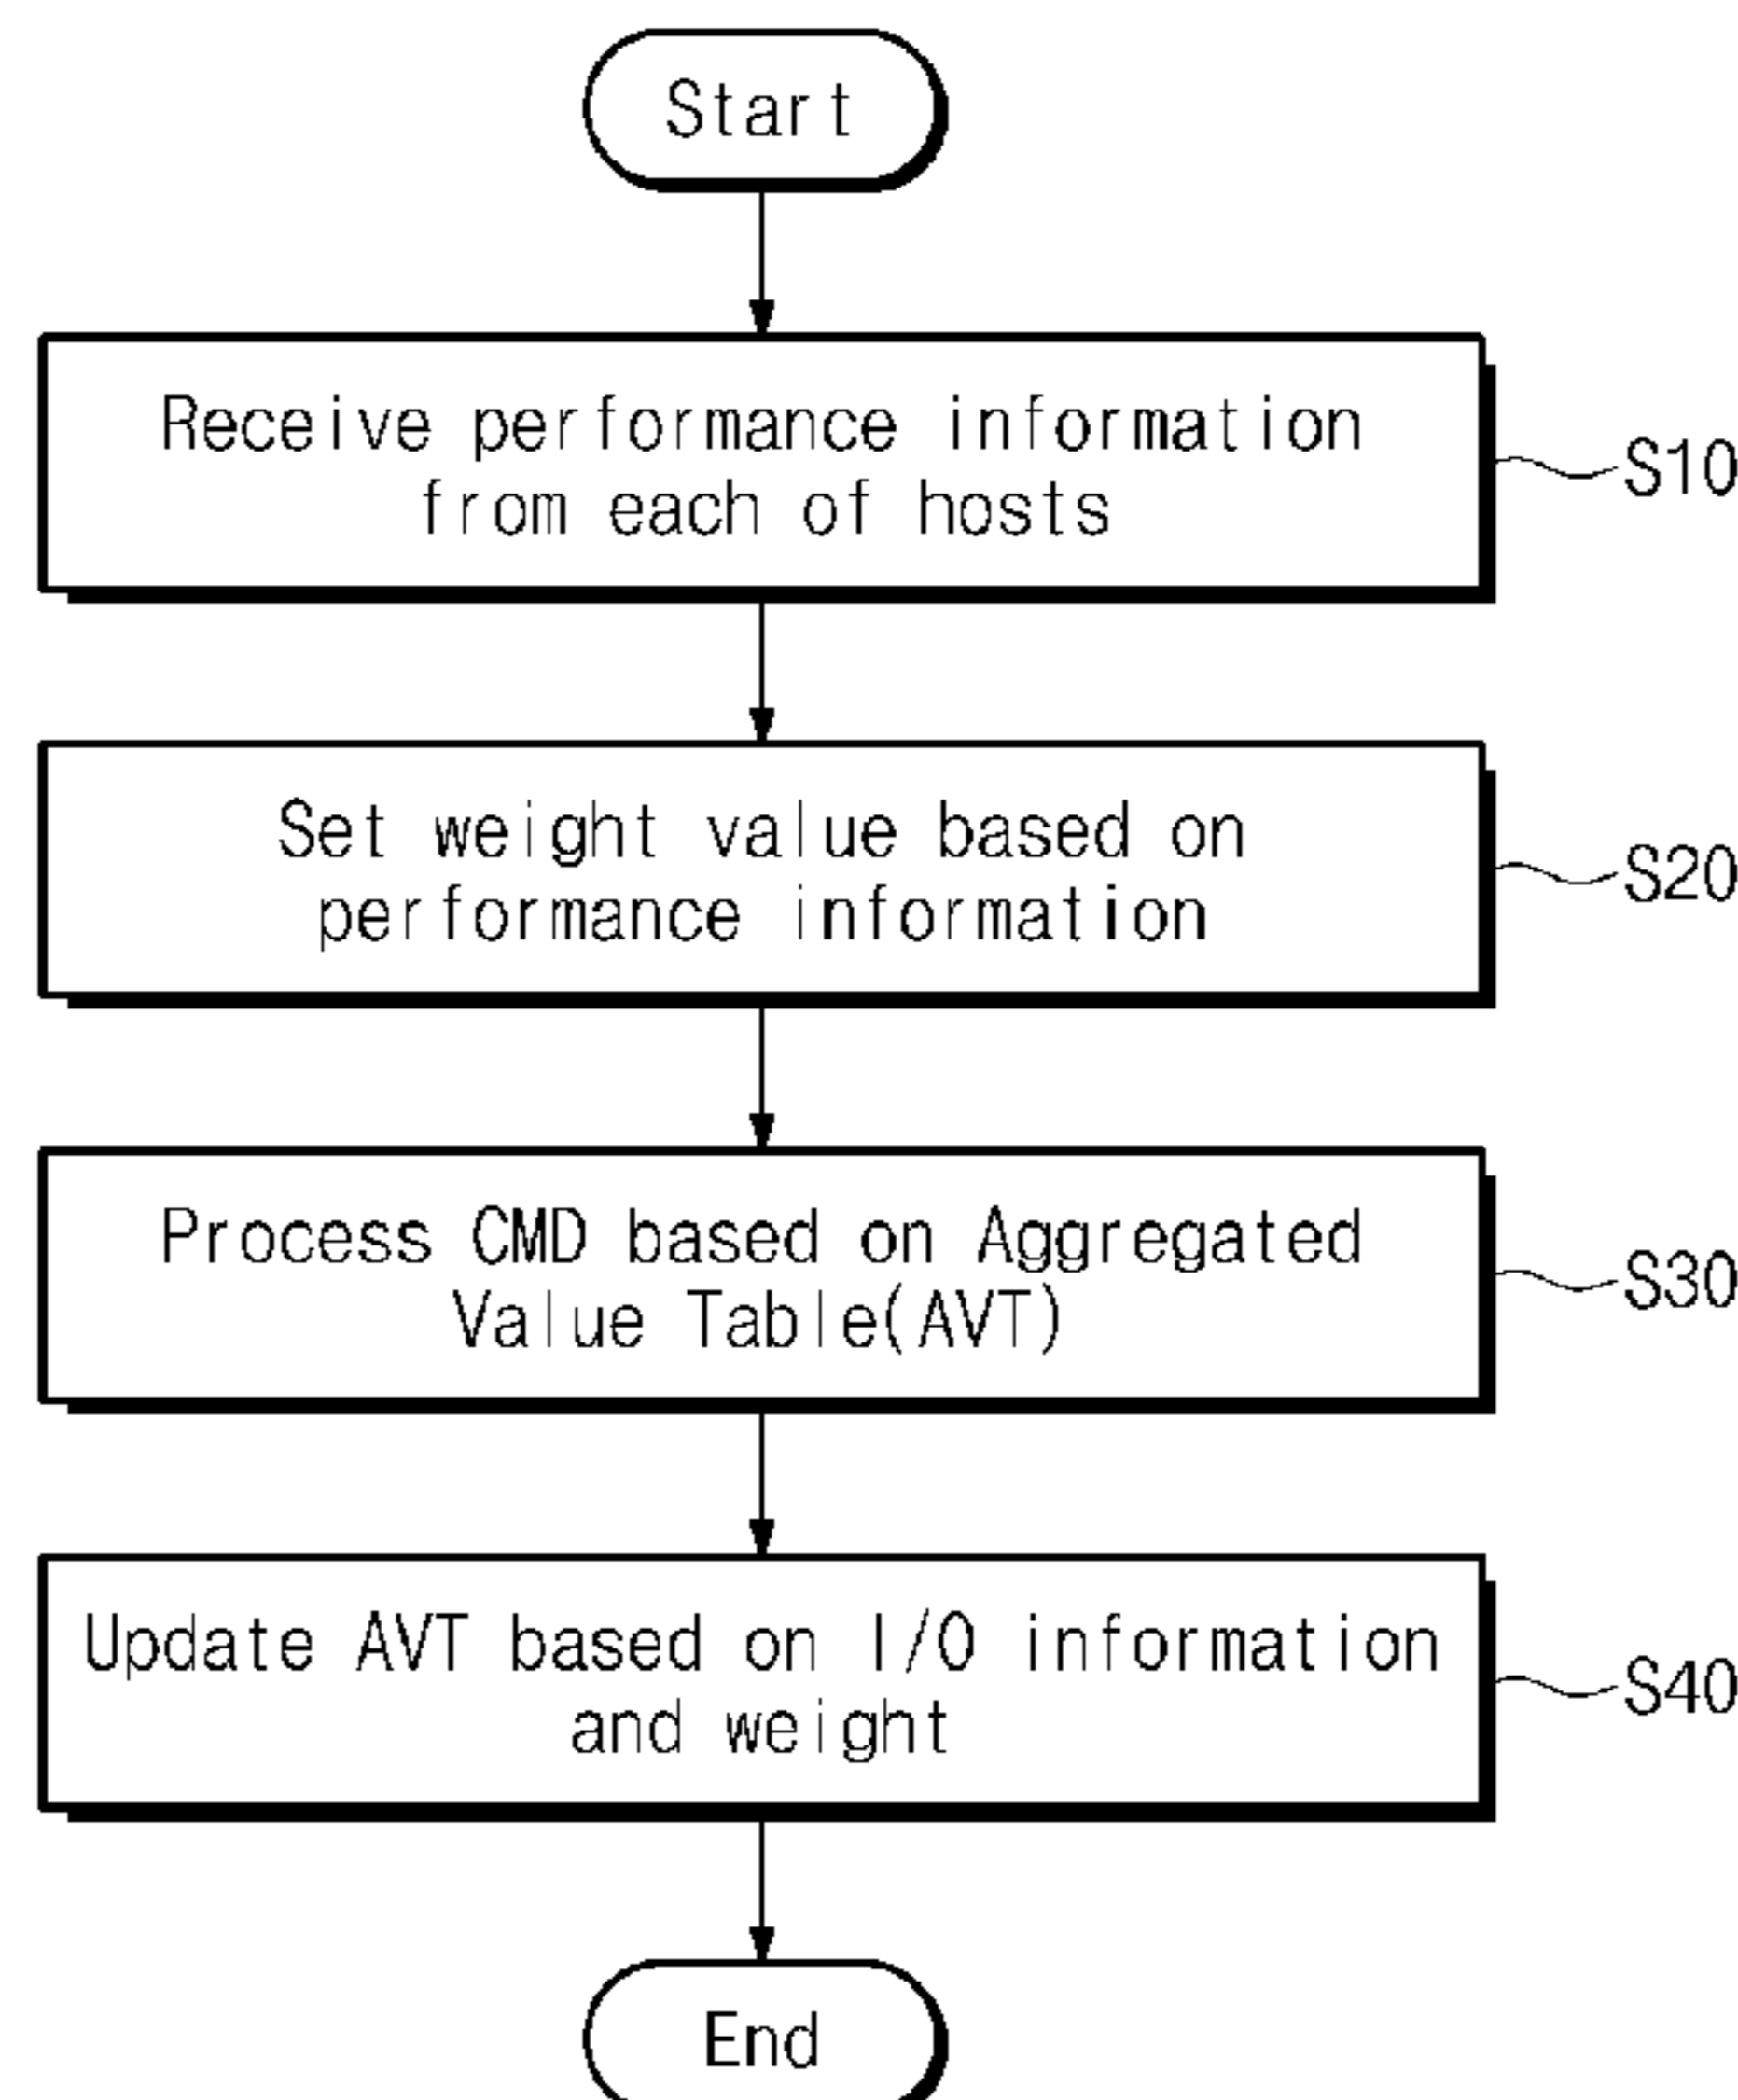 Start
Receive performance information
from each of hosts
S10
Set weight value based on
performance information
S20
Process CMD based on Aggregated
Value Table(AVT)
S30
Update AVT based on I/O information
and weight
S40
End